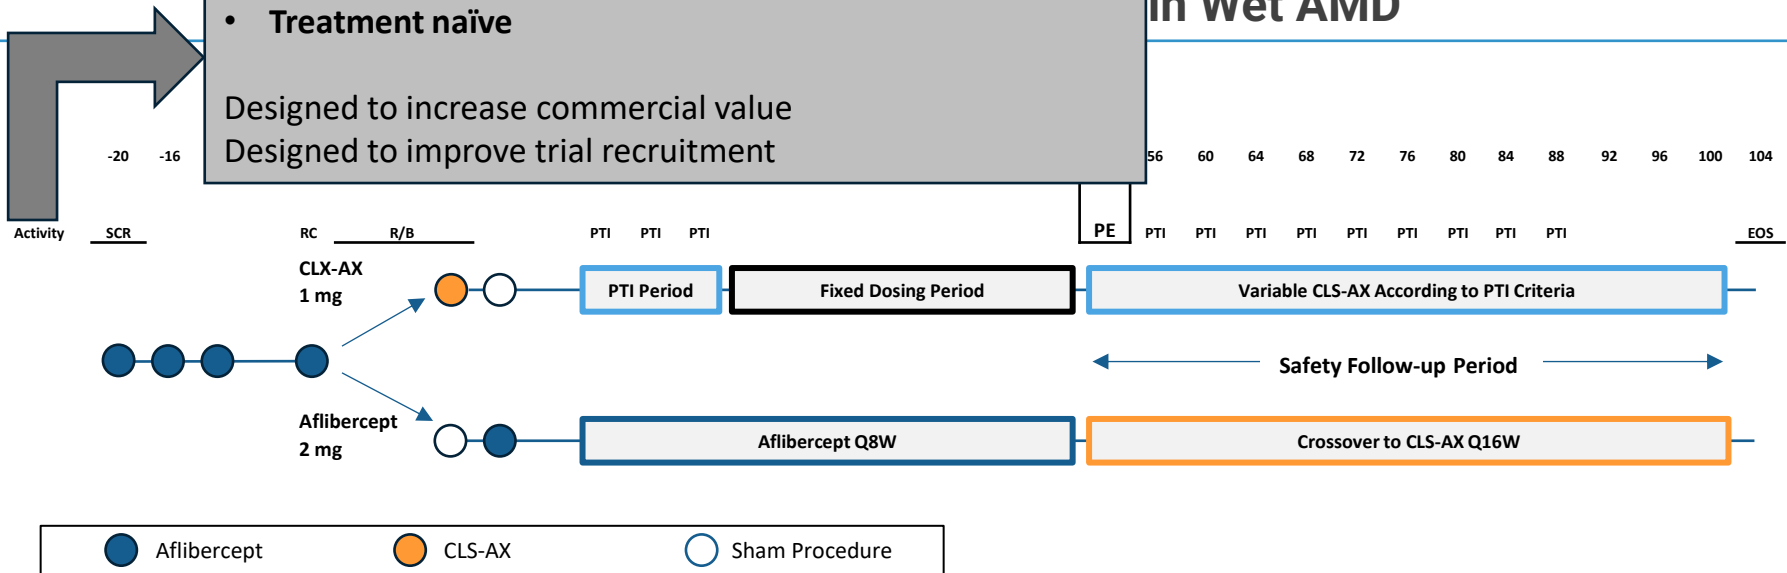 in Wet AMD
• Treatment naïve
Designed to increase commercial value
Designed to improve trial recruitment
-20 -16 56 60 64 68 72 76 80 84 88 92 96 100 104
Activity SCR RC R/B PTI PTI PTI PE PTI PTI PTI PTI PTI PTI PTI PTI PTI EOS
CLX-AX
1 mg
PTI Period Fixed Dosing Period Variable CLS-AX According to PTI Criteria
Safety Follow-up Period
Aflibercept
2 mg
Aflibercept Q8W Crossover to CLS-AX Q16W
Aflibercept CLS-AX Sham Procedure